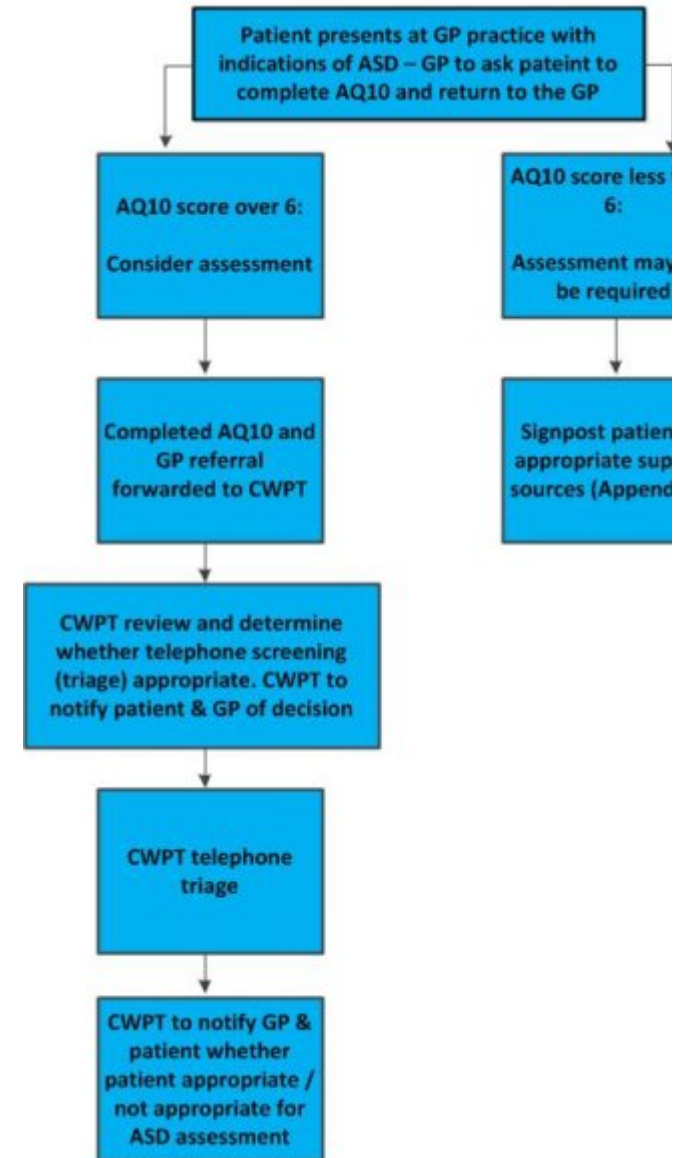 Patient presents at GP practice with
indications of ASD – GP to ask pateint to
complete AQ10 and return to the GP
AQ10 score over 6:
Consider assessment
AQ10 score less
6:
Assessment may
be required
Completed AQ10 and
GP referral
forwarded to CWPT
Signpost
appropriate
sources
CWPT review and determine
whether telephone screening
(triage) appropriate. CWPT to
notify patient & GP of decision
CWPT telephone
triage
CWPT to notify GP &
patient whether
patient appropriate /
not appropriate for
ASD assessment